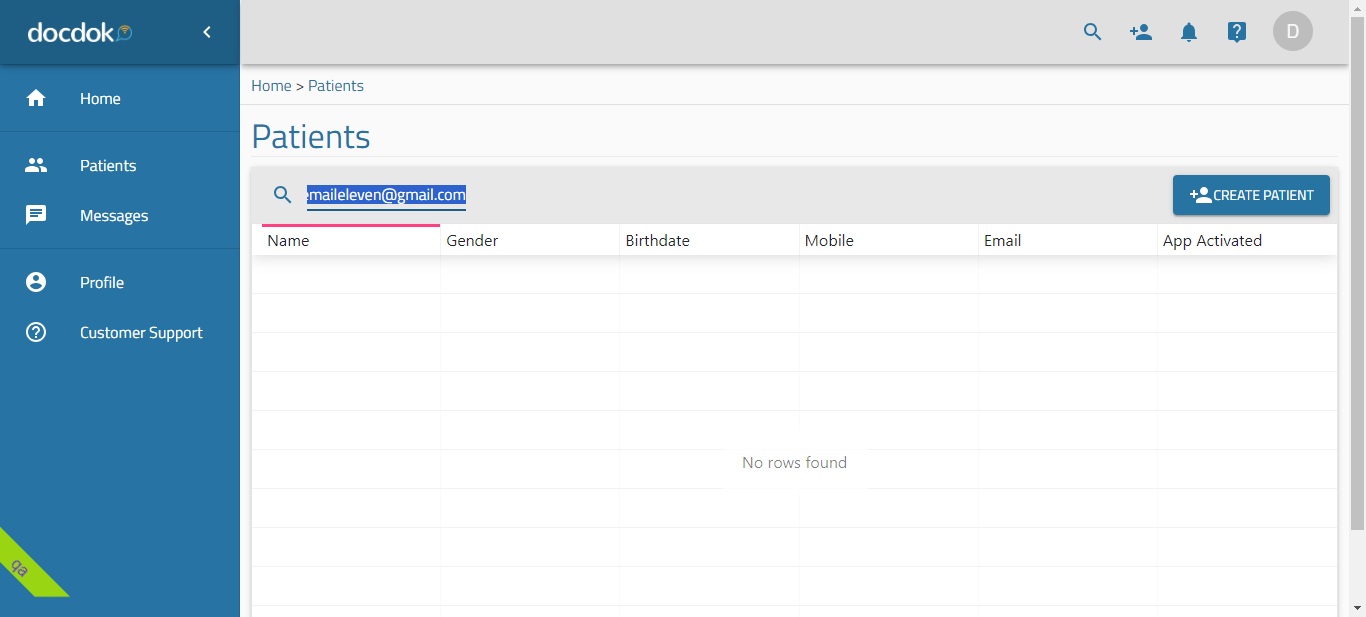 docdok
D
Home
Home > Patients
Patients
Patients
Messages
emaileleven@gmail.com
CREATE PATIENT
Name Gender Birthdate Mobile Email App Activated
Profile
Customer Support
No rows found
qa